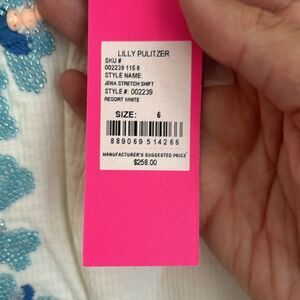 LILLY PULITZER
SKU #
002239 115 6
STYLE NAME:
JENA STRETCH SHIFT
STYLE #: 002239
RESORT WHITE
SIZE: 6
889069 514266
MANUFACTURER'S SUGGESTED PRICE
$258.00